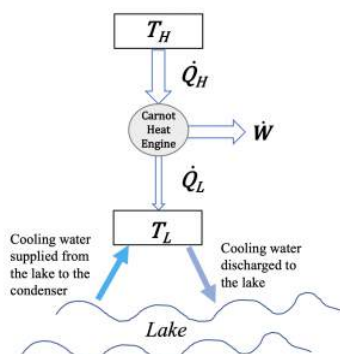 T_H
Q̇_H
Carnot
Heat
Engine
Ẇ
Q̇_L
T_L
Cooling water
supplied from
the lake to the
condenser
Cooling water
discharged to
the lake
Lake